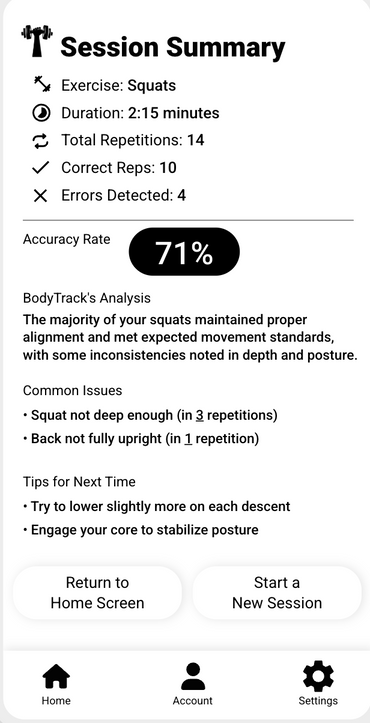 Session Summary
Exercise: Squats
Duration: 2:15 minutes
Total Repetitions: 14
Correct Reps: 10
Errors Detected: 4
Accuracy Rate
71%
BodyTrack's Analysis
The majority of your squats maintained proper
alignment and met expected movement standards,
with some inconsistencies noted in depth and posture.
Common Issues
• Squat not deep enough (in 3 repetitions)
• Back not fully upright (in 1 repetition)
Tips for Next Time
• Try to lower slightly more on each descent
• Engage your core to stabilize posture
Return to
Home Screen
Start a
New Session
Home
Account
Settings